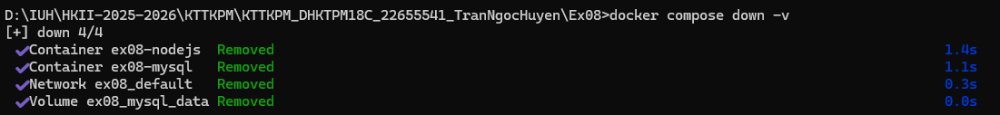 D:\IUH\HKII-2025-2026\KTTKPM\KTTKPM_DHKTPM18C_22655541_TranNgocHuyen\Ex08>docker compose down -v
[+] down 4/4
✔Container ex08-nodejs Removed 1.4s
✔Container ex08-mysql Removed 1.1s
✔Network ex08_default Removed 0.3s
✔Volume ex08_mysql_data Removed 0.0s